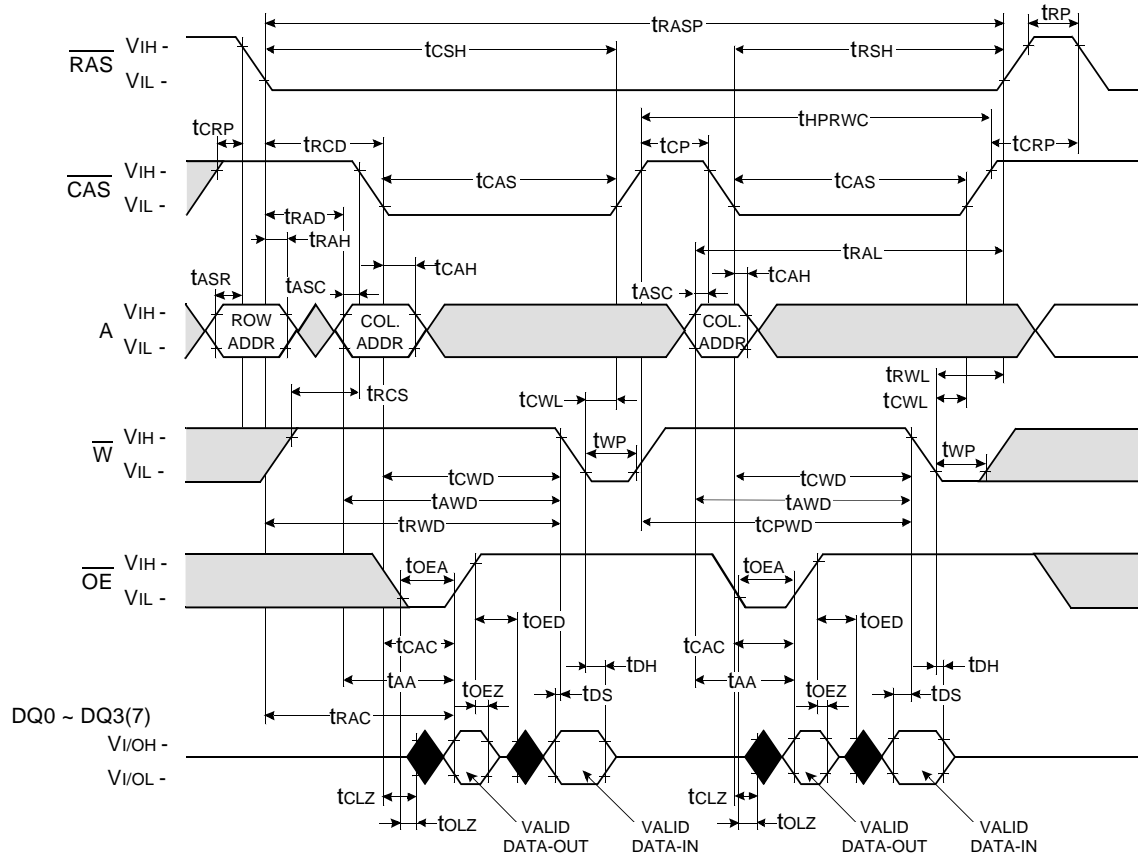 tRASP
tRP
tCSH
tRSH
RAS
VIH -
VIL -
tHPRWC
tCRP
tRCD
tCP
tCRP
CAS
VIH -
VIL -
tCAS
tCAS
tRAD
tRAH
tRAL
tCAH
tCAH
tASR
tASC
tASC
A
VIH -
VIL -
ROW
ADDR
COL.
ADDR
COL.
ADDR
tRWL
tRCS
tCWL
tCWL
W
VIH -
VIL -
tWP
tWP
tCWD
tCWD
tAWD
tAWD
tRWD
tCPWD
OE
VIH -
VIL -
tOEA
tOEA
tOED
tOED
tCAC
tCAC
tDH
tDH
tAA
tAA
tOEZ
tDS
tOEZ
tDS
DQ0 ~ DQ3(7)
tRAC
VI/OH -
VI/OL -
tCLZ
tCLZ
tOLZ
tOLZ
VALID
DATA-OUT
VALID
DATA-IN
VALID
DATA-OUT
VALID
DATA-IN